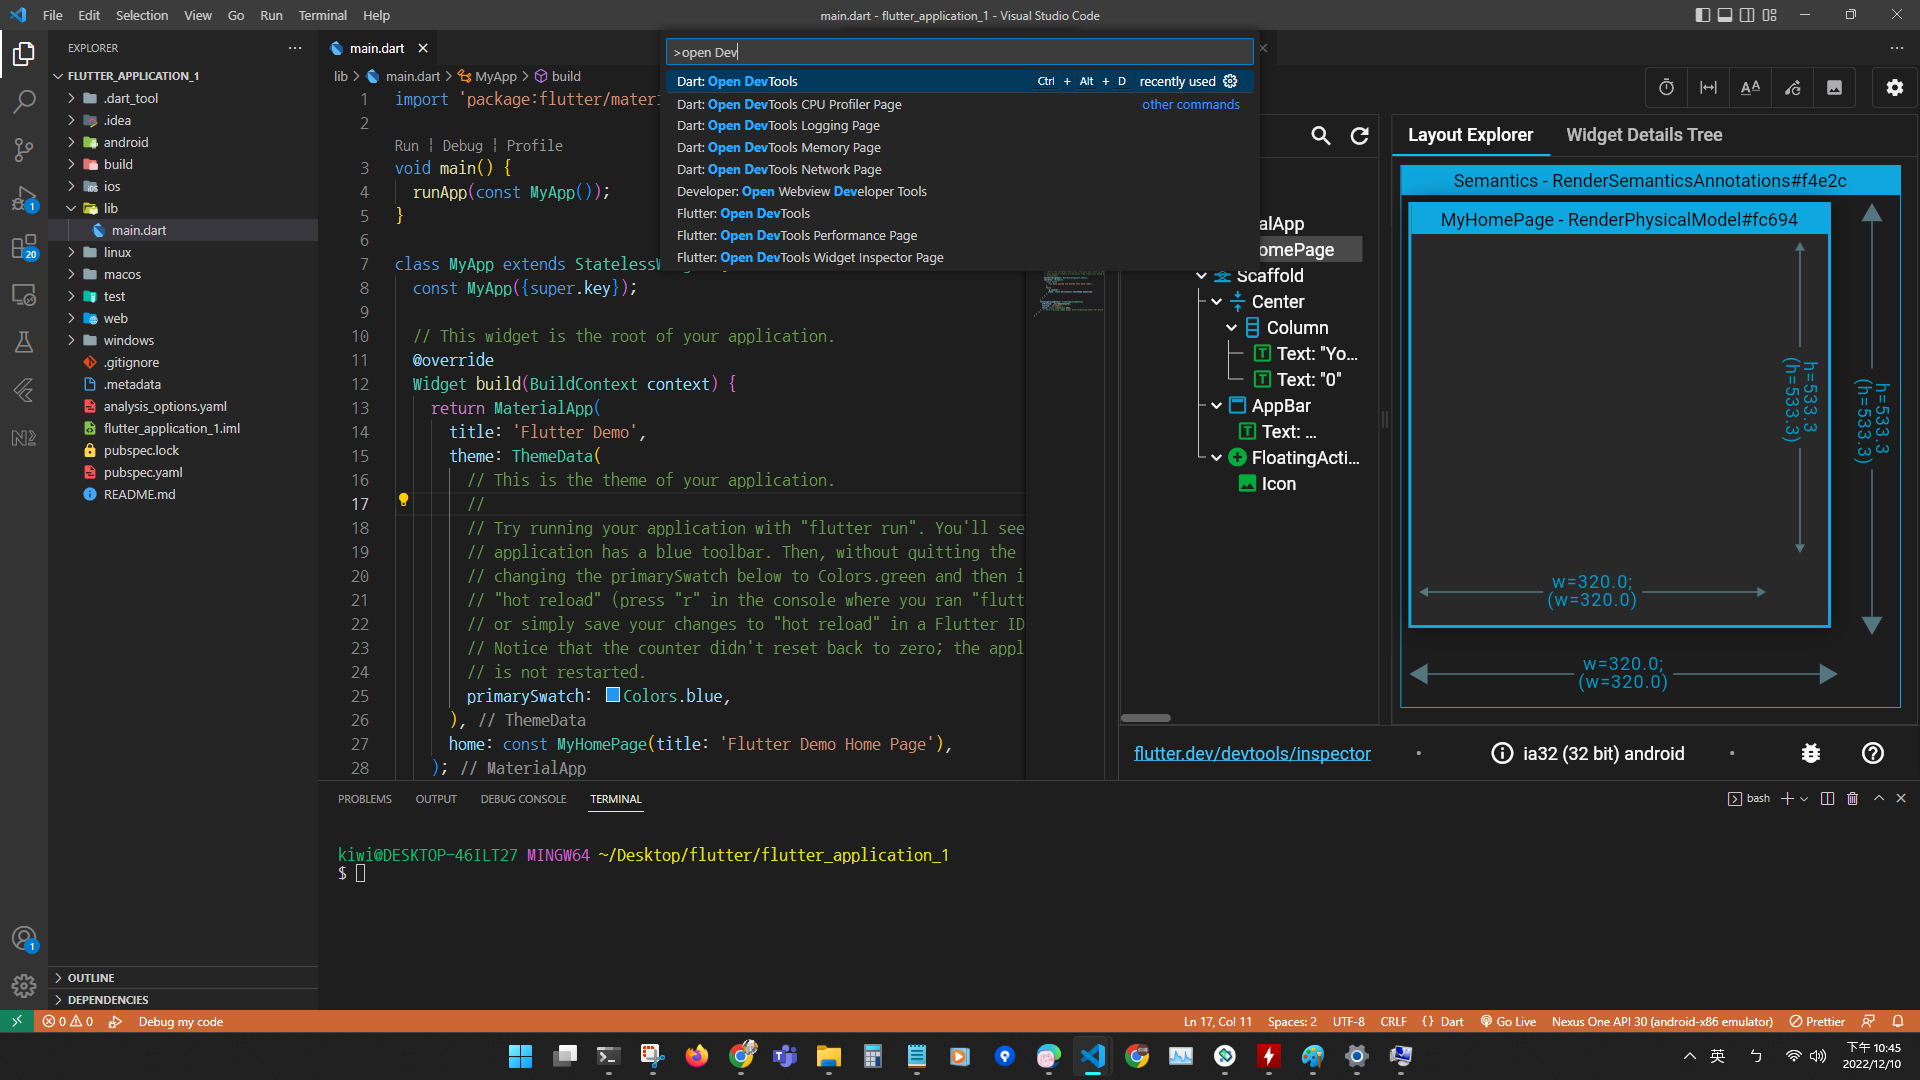 File Edit Selection View Go Run Terminal Help
main.dart - flutter_application_1 - Visual Studio Code
EXPLORER
FLUTTER_APPLICATION_1
.dart_tool
.idea
android
build
ios
lib
main.dart
linux
macos
test
web
windows
.gitignore
.metadata
analysis_options.yaml
flutter_application_1.iml
pubspec.lock
pubspec.yaml
README.md
OUTLINE
DEPENDENCIES
1
20
1
main.dart
lib > main.dart > MyApp > build
>open Dev
Dart: Open DevTools Ctrl + Alt + D recently used
Dart: Open DevTools CPU Profiler Page other commands
Dart: Open DevTools Logging Page
Dart: Open DevTools Memory Page
Dart: Open DevTools Network Page
Developer: Open Webview Developer Tools
Flutter: Open DevTools
Flutter: Open DevTools Performance Page
Flutter: Open DevTools Widget Inspector Page
1 import 'package:flutter/materi
2
Run | Debug | Profile
3 void main() {
4 runApp(const MyApp());
5 }
6
7 class MyApp extends StatelessW
8 const MyApp({super.key});
9
10 // This widget is the root of your application.
11 @override
12 Widget build(BuildContext context) {
13 return MaterialApp(
14 title: 'Flutter Demo',
15 theme: ThemeData(
16 // This is the theme of your application.
17 //
18 // Try running your application with "flutter run". You'll see
19 // application has a blue toolbar. Then, without quitting the
20 // changing the primarySwatch below to Colors.green and then i
21 // "hot reload" (press "r" in the console where you ran "flutt
22 // or simply save your changes to "hot reload" in a Flutter ID
23 // Notice that the counter didn't reset back to zero; the appl
24 // is not restarted.
25 primarySwatch: Colors.blue,
26 ), // ThemeData
27 home: const MyHomePage(title: 'Flutter Demo Home Page'),
28 ); // MaterialApp
alApp
omePage
Scaffold
Center
Column
Text: "Yo...
Text: "0"
AppBar
Text: ...
FloatingActi...
Icon
Layout Explorer Widget Details Tree
Semantics - RenderSemanticsAnnotations#f4e2c
MyHomePage - RenderPhysicalModel#fc694
h=533.3
(h=533.3)
h=533.3
(h=533.3)
w=320.0;
(w=320.0)
w=320.0;
(w=320.0)
flutter.dev/devtools/inspector • ia32 (32 bit) android •
PROBLEMS OUTPUT DEBUG CONSOLE TERMINAL
bash
kiwi@DESKTOP-46ILT27 MINGW64 ~/Desktop/flutter/flutter_application_1
$
0 0 Debug my code
Ln 17, Col 11 Spaces: 2 UTF-8 CRLF {} Dart Go Live Nexus One API 30 (android-x86 emulator) Prettier
英 ㄅ
下午 10:45
2022/12/10